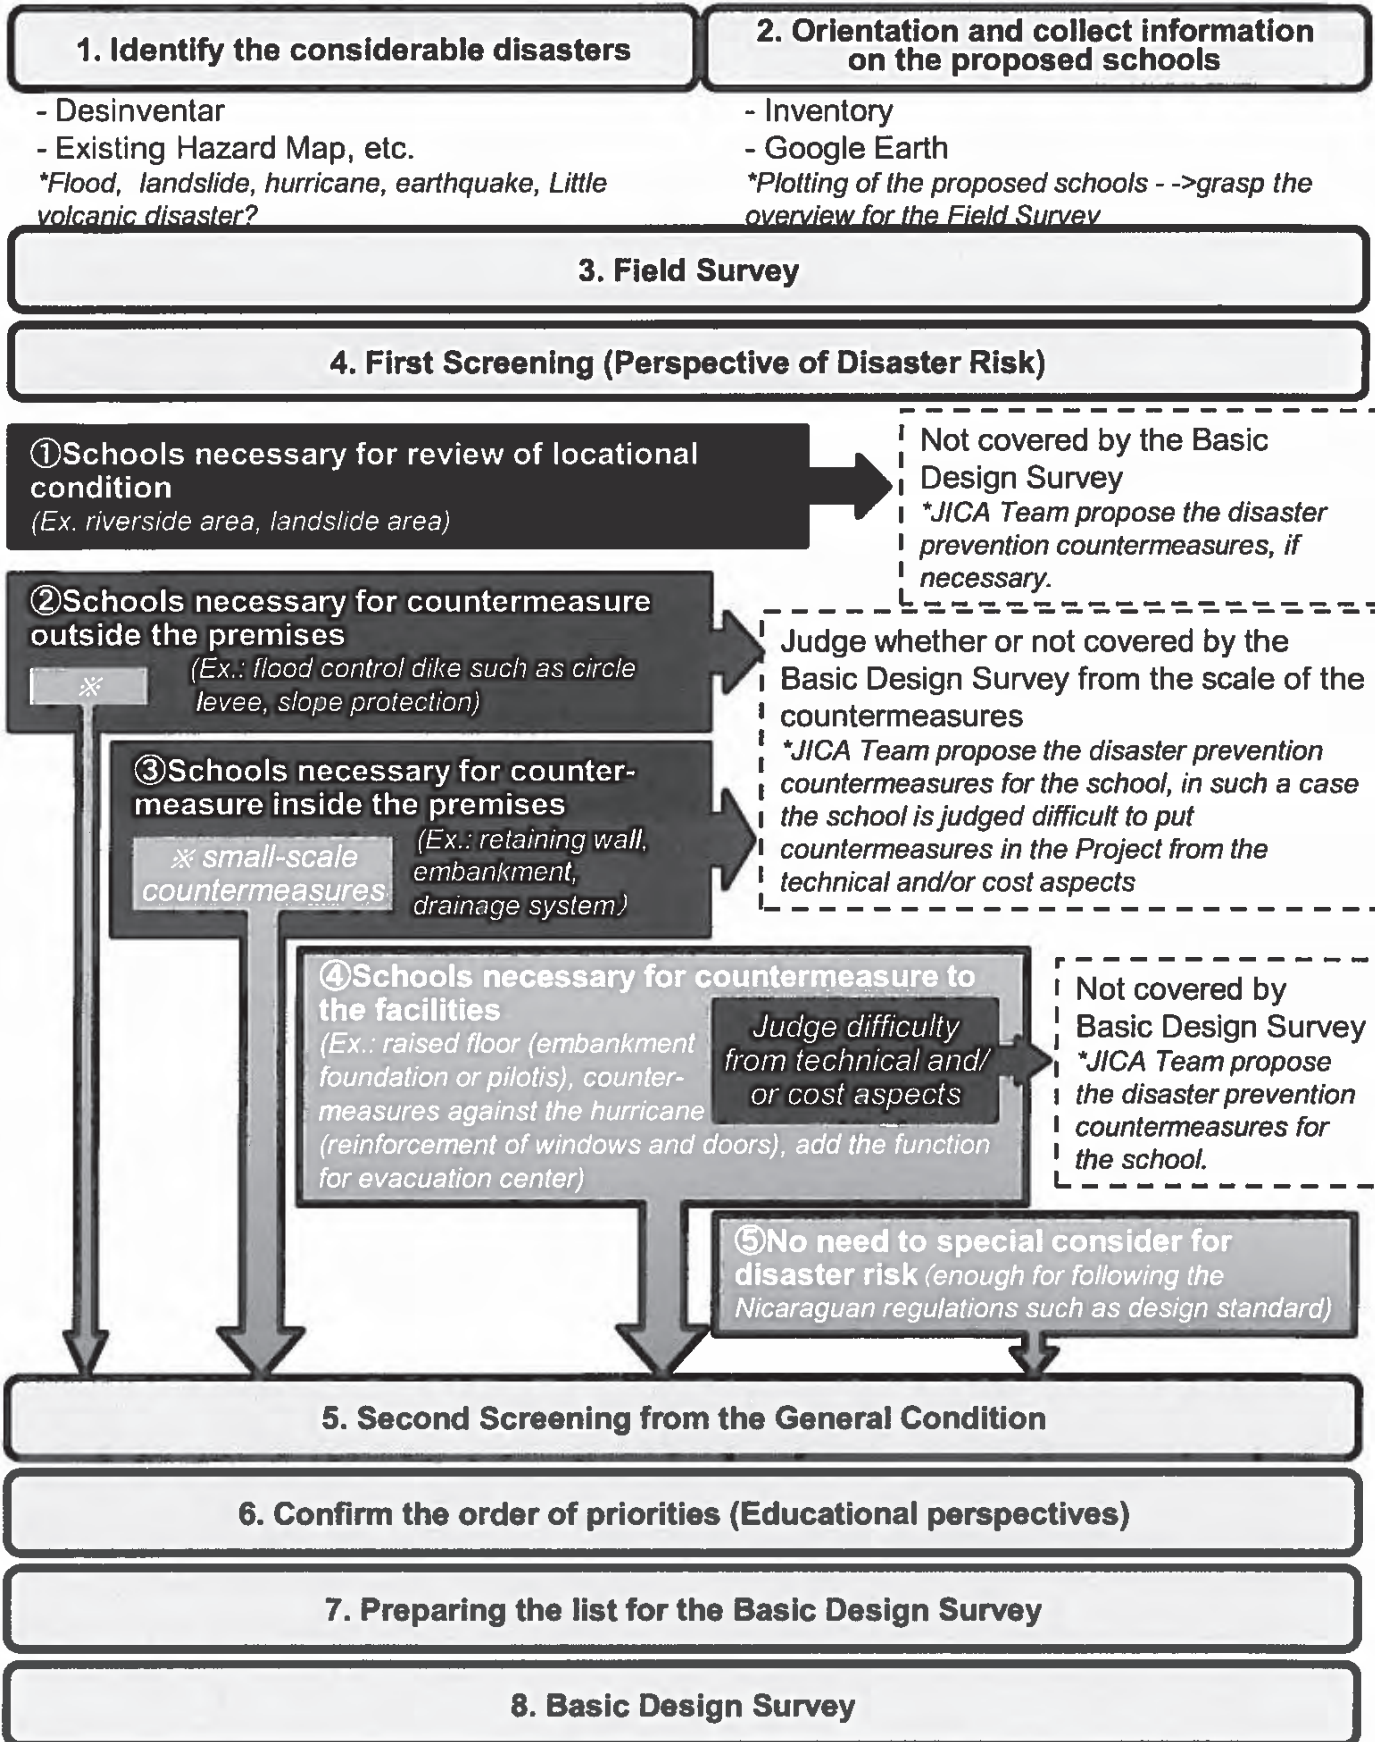 1. Identify the considerable disasters
2. Orientation and collect information
on the proposed schools
- Desinventar
- Existing Hazard Map, etc.
*Flood, landslide, hurricane, earthquake, Little
volcanic disaster?
- Inventory
- Google Earth
*Plotting of the proposed schools - ->grasp the
overview for the Field Survey
3. Field Survey
4. First Screening (Perspective of Disaster Risk)
①Schools necessary for review of locational
condition
(Ex. riverside area, landslide area)
Not covered by the Basic
Design Survey
*JICA Team propose the disaster
prevention countermeasures, if
necessary.
②Schools necessary for countermeasure
outside the premises
※
(Ex.: flood control dike such as circle
levee, slope protection)
Judge whether or not covered by the
Basic Design Survey from the scale of the
countermeasures
*JICA Team propose the disaster prevention
countermeasures for the school, in such a case
the school is judged difficult to put
countermeasures in the Project from the
technical and/or cost aspects
③Schools necessary for counter-
measure inside the premises
※ small-scale
countermeasures
(Ex.: retaining wall,
embankment,
drainage system)
④Schools necessary for countermeasure to
the facilities
(Ex.: raised floor (embankment
foundation or pilotis), counter-
measures against the hurricane
(reinforcement of windows and doors), add the function
for evacuation center)
Judge difficulty
from technical and/
or cost aspects
Not covered by
Basic Design Survey
*JICA Team propose
the disaster prevention
countermeasures for
the school.
⑤No need to special consider for
disaster risk (enough for following the
Nicaraguan regulations such as design standard)
5. Second Screening from the General Condition
6. Confirm the order of priorities (Educational perspectives)
7. Preparing the list for the Basic Design Survey
8. Basic Design Survey